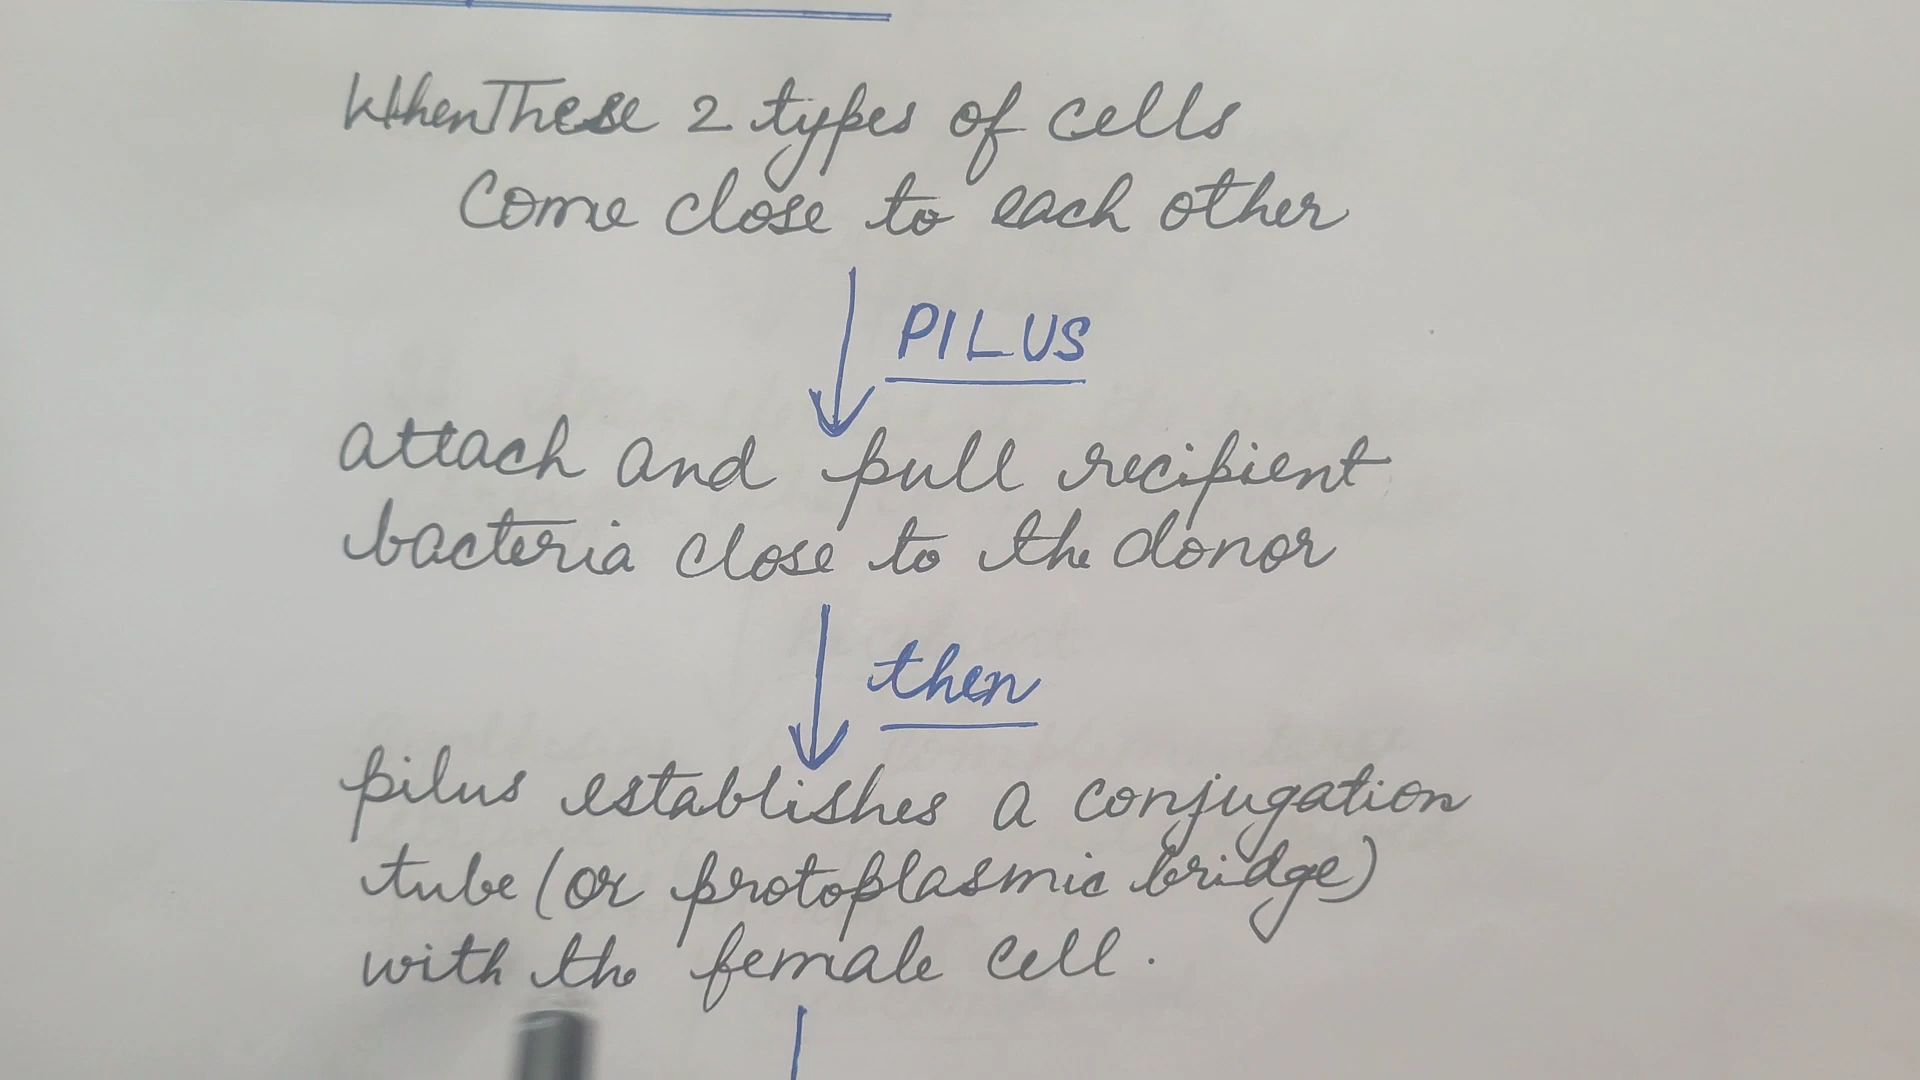 When These 2 types of cells
Come close to each other
PILUS
attach and pull recipient
bacteria close to the donor
then
pilus establishes a conjugation
tube (or protoplasmic bridge)
with the female cell.